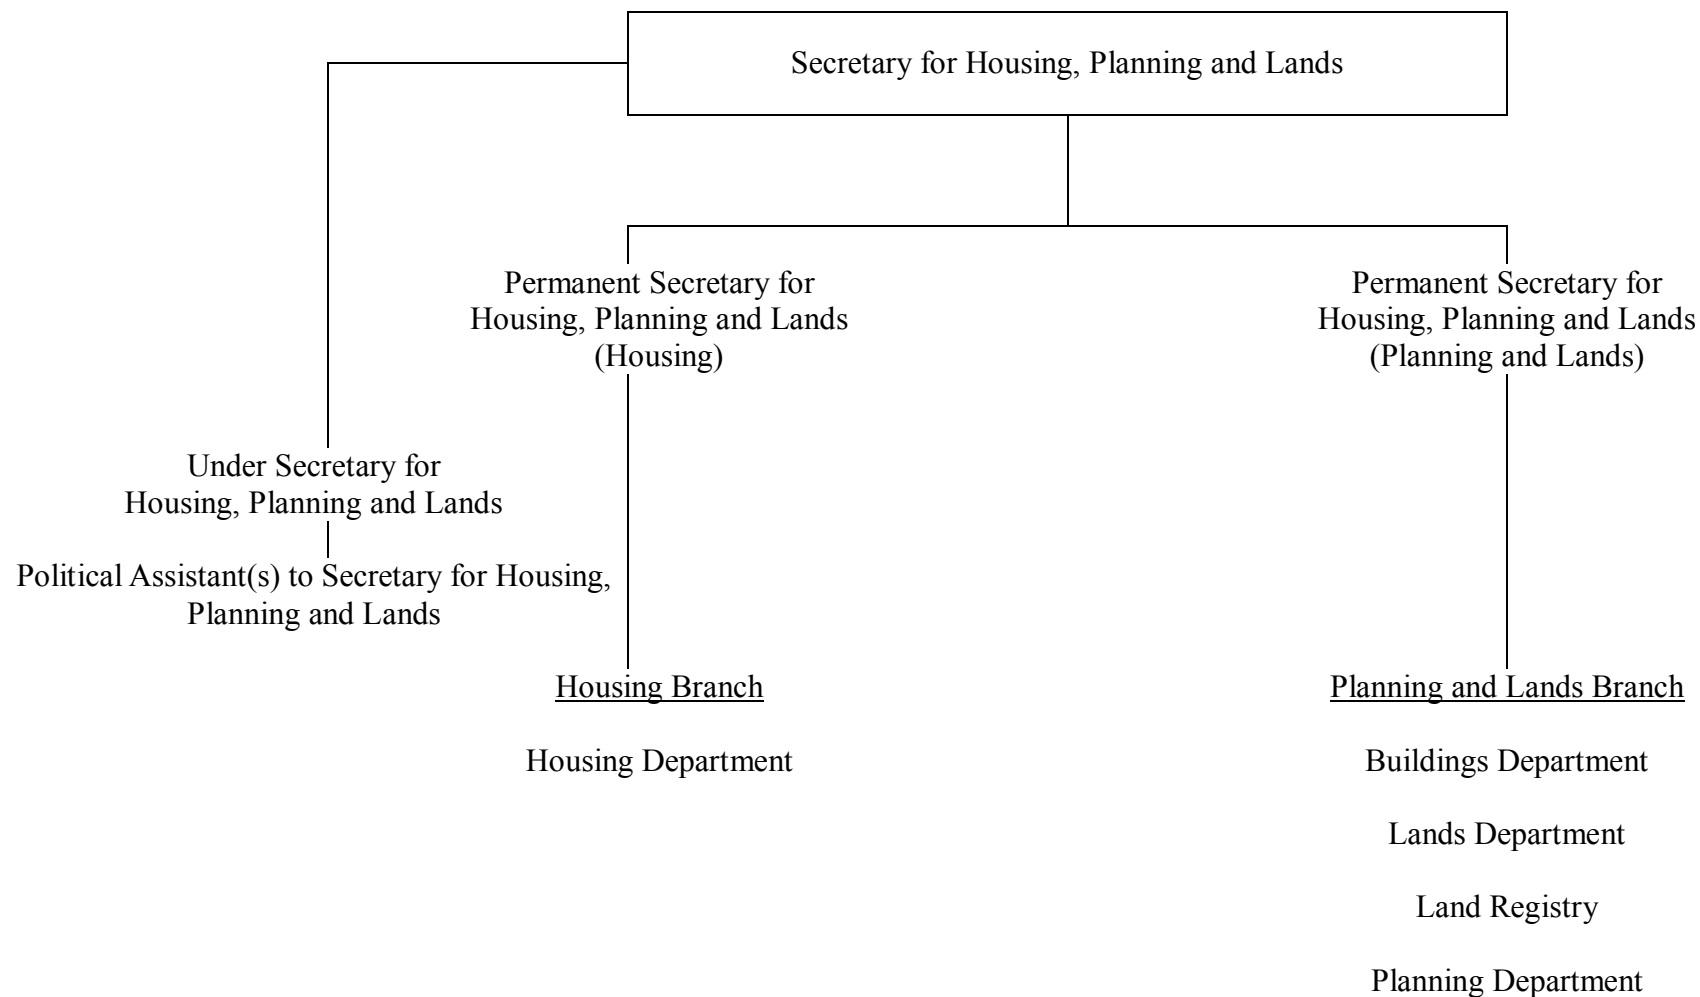 Secretary for Housing, Planning and Lands
Permanent Secretary for
Housing, Planning and Lands
(Housing)
Permanent Secretary for
Housing, Planning and Lands
(Planning and Lands)
Under Secretary for
Housing, Planning and Lands
Political Assistant(s) to Secretary for Housing,
Planning and Lands
Housing Branch
Housing Department
Planning and Lands Branch
Buildings Department
Lands Department
Land Registry
Planning Department